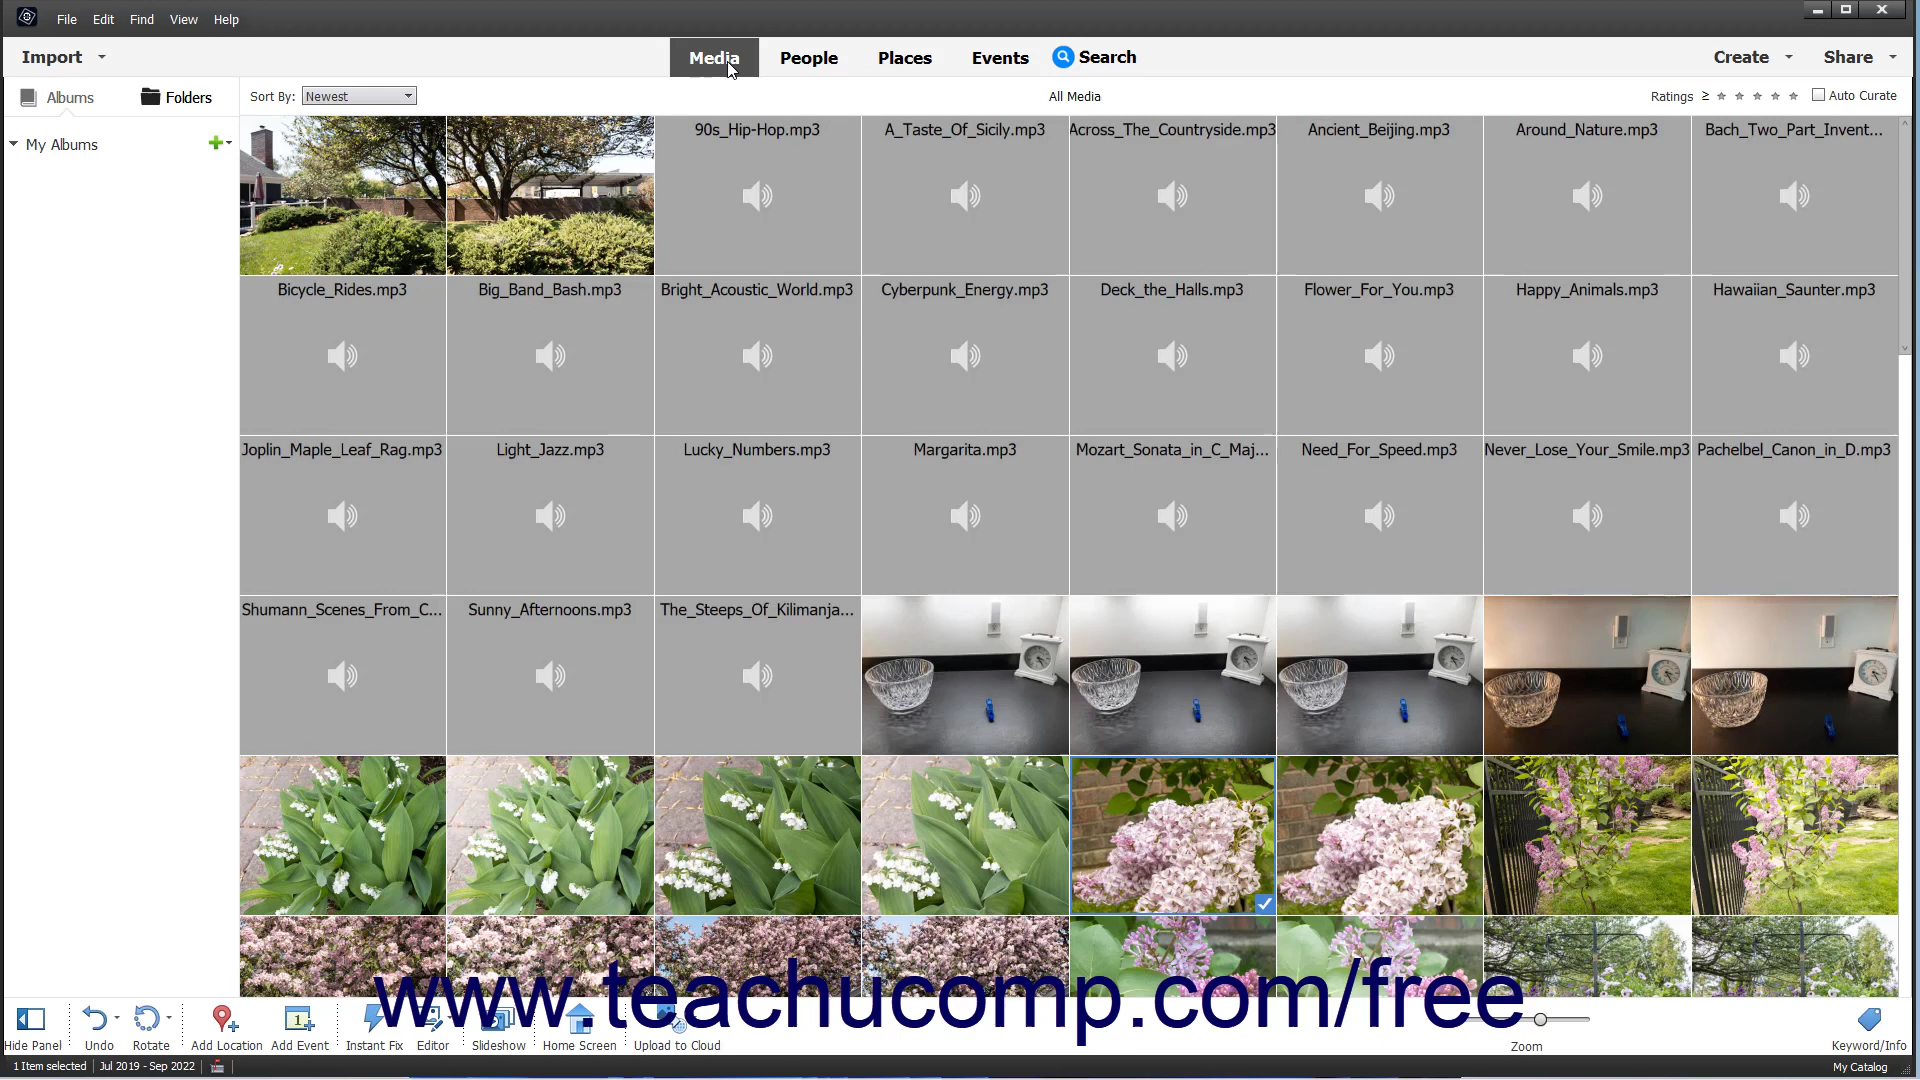 File Edit Find View Help
Import Media People Places Events Search Create Share
Albums Folders Sort By: Newest All Media Ratings ≥ Auto Curate
My Albums
90s_Hip-Hop.mp3 A_Taste_Of_Sicily.mp3 Across_The_Countryside.mp3 Ancient_Beijing.mp3 Around_Nature.mp3 Bach_Two_Part_Invent...
Bicycle_Rides.mp3 Big_Band_Bash.mp3 Bright_Acoustic_World.mp3 Cyberpunk_Energy.mp3 Deck_the_Halls.mp3 Flower_For_You.mp3 Happy_Animals.mp3 Hawaiian_Saunter.mp3
Joplin_Maple_Leaf_Rag.mp3 Light_Jazz.mp3 Lucky_Numbers.mp3 Margarita.mp3 Mozart_Sonata_in_C_Maj... Need_For_Speed.mp3 Never_Lose_Your_Smile.mp3 Pachelbel_Canon_in_D.mp3
Shumann_Scenes_From_C... Sunny_Afternoons.mp3 The_Steeps_Of_Kilimanja...
www.teachucomp.com/free
Hide Panel Undo Rotate Add Location Add Event Instant Fix Editor Slideshow Home Screen Upload to Cloud Zoom Keyword/Info
1 Item selected Jul 2019 - Sep 2022 My Catalog